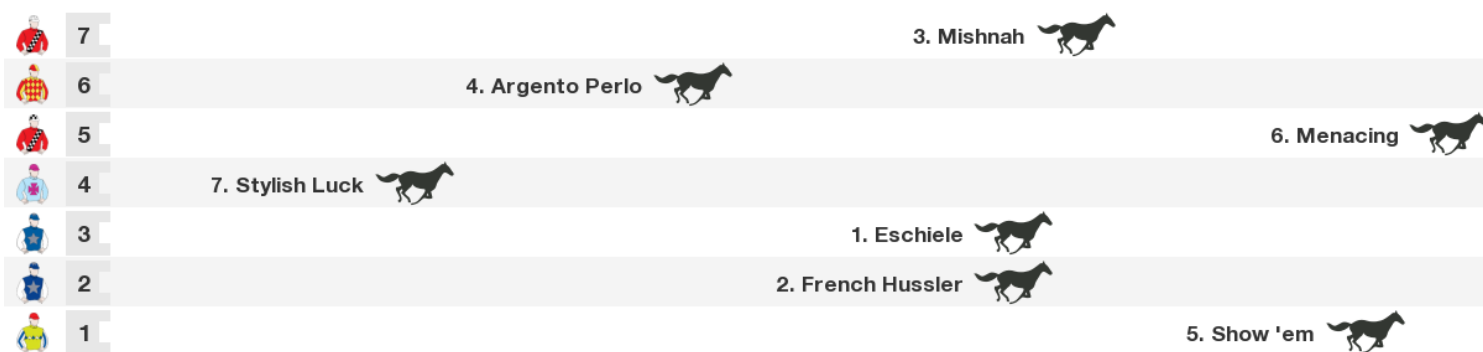 7 3. Mishnah
6 4. Argento Perlo
5 6. Menacing
4 7. Stylish Luck
3 1. Eschiele
2 2. French Hussler
1 5. Show 'em